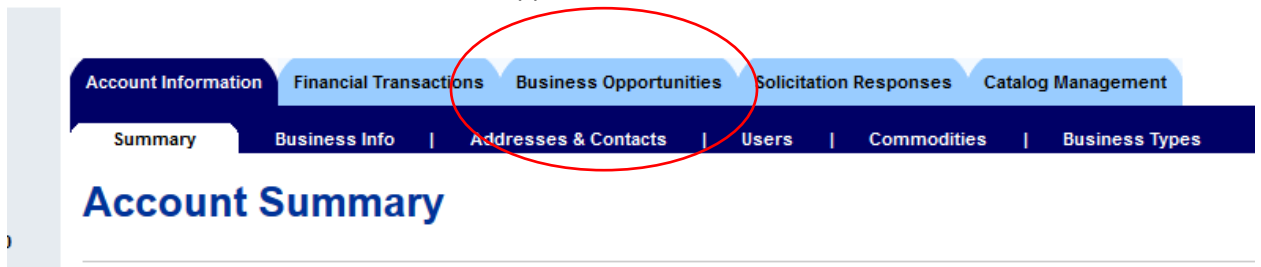 Account Information Financial Transactions Business Opportunities Solicitation Responses Catalog Management
Summary Business Info | Addresses & Contacts | Users | Commodities | Business Types
Account Summary